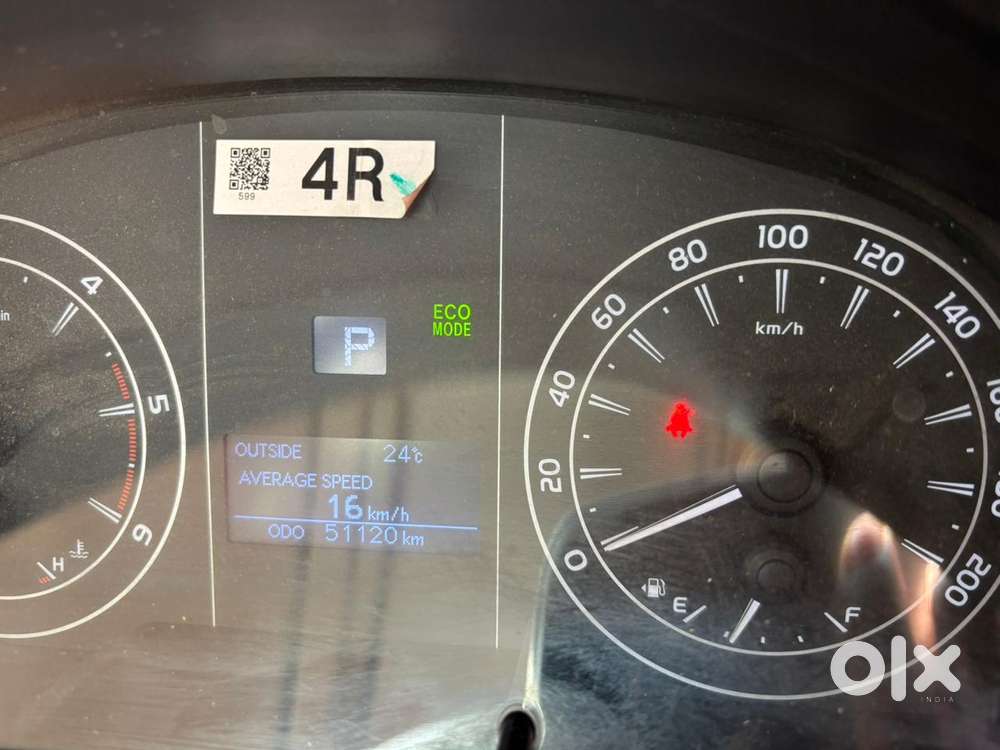 4R
599
ECO
MODE
P
OUTSIDE 24°C
AVERAGE SPEED
16 km/h
ODO 51120 km
in
4
5
6
H
0
20
40
60
80
100
120
140
200
km/h
E
F
olx
INDIA